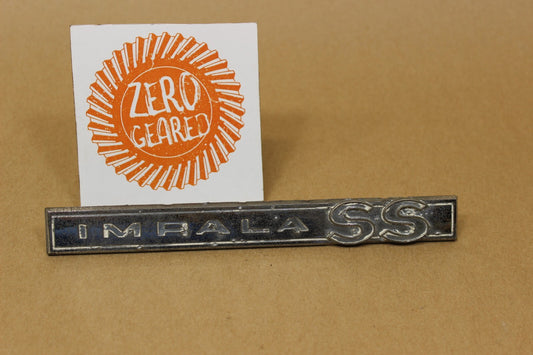 ZERO
GEARED
IMPALA SS